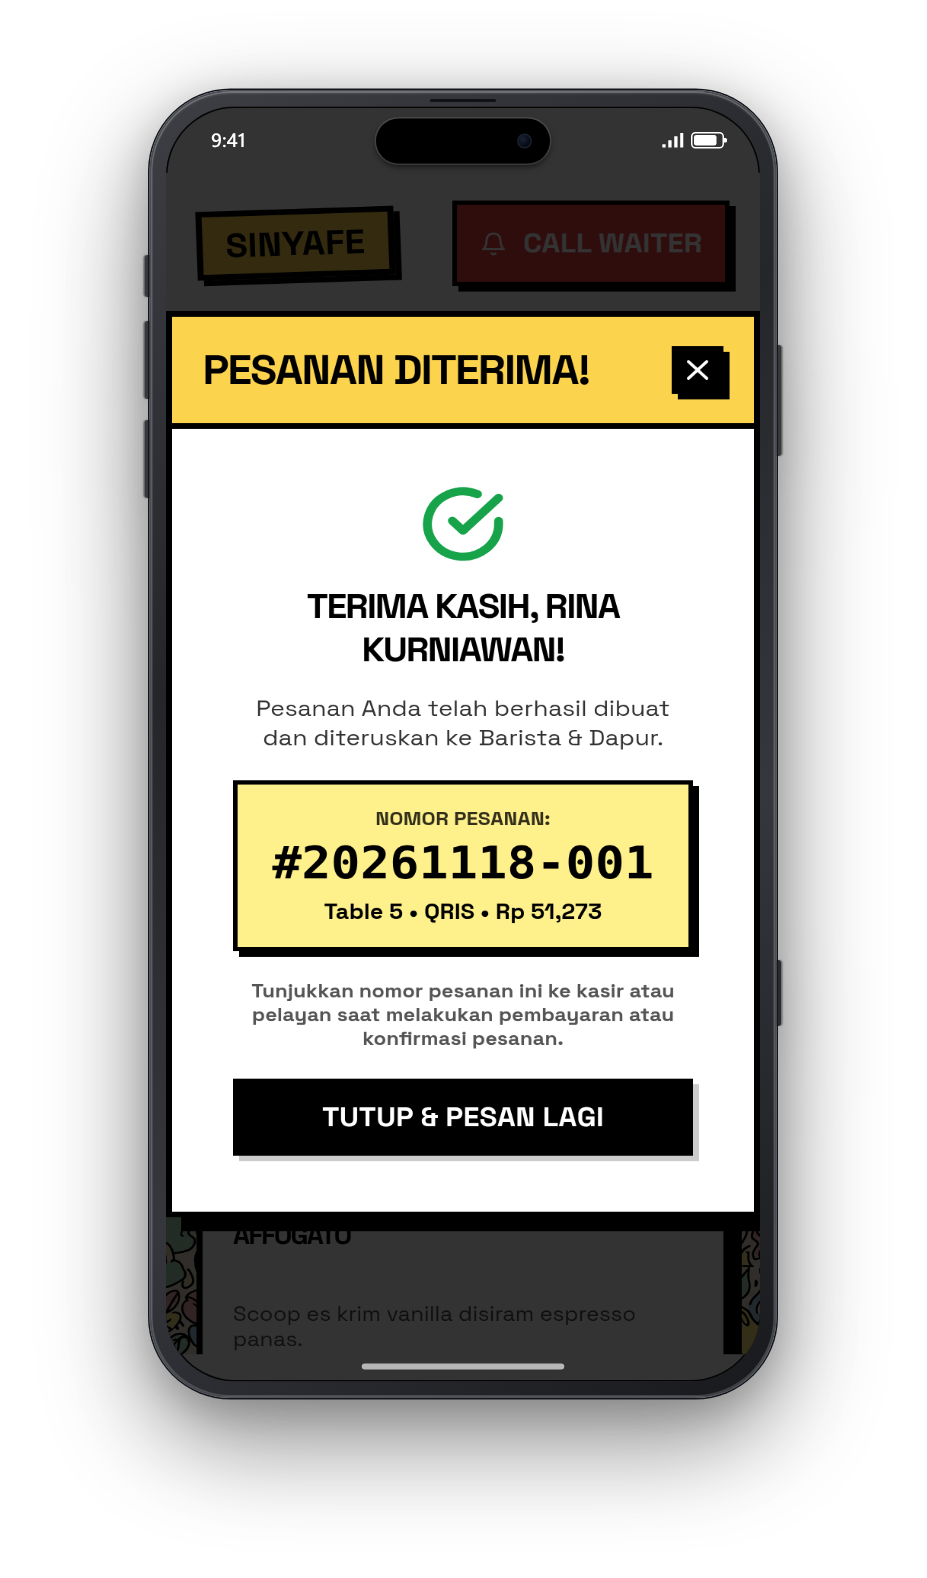 9:41
SINYAFE
CALL WAITER
PESANAN DITERIMA!
TERIMA KASIH, RINA
KURNIAWAN!
Pesanan Anda telah berhasil dibuat
dan diteruskan ke Barista & Dapur.
NOMOR PESANAN:
#20261118-001
Table 5 • QRIS • Rp 51,273
Tunjukkan nomor pesanan ini ke kasir atau
pelayan saat melakukan pembayaran atau
konfirmasi pesanan.
TUTUP & PESAN LAGI
AFFOGATO
Scoop es krim vanilla disiram espresso
panas.